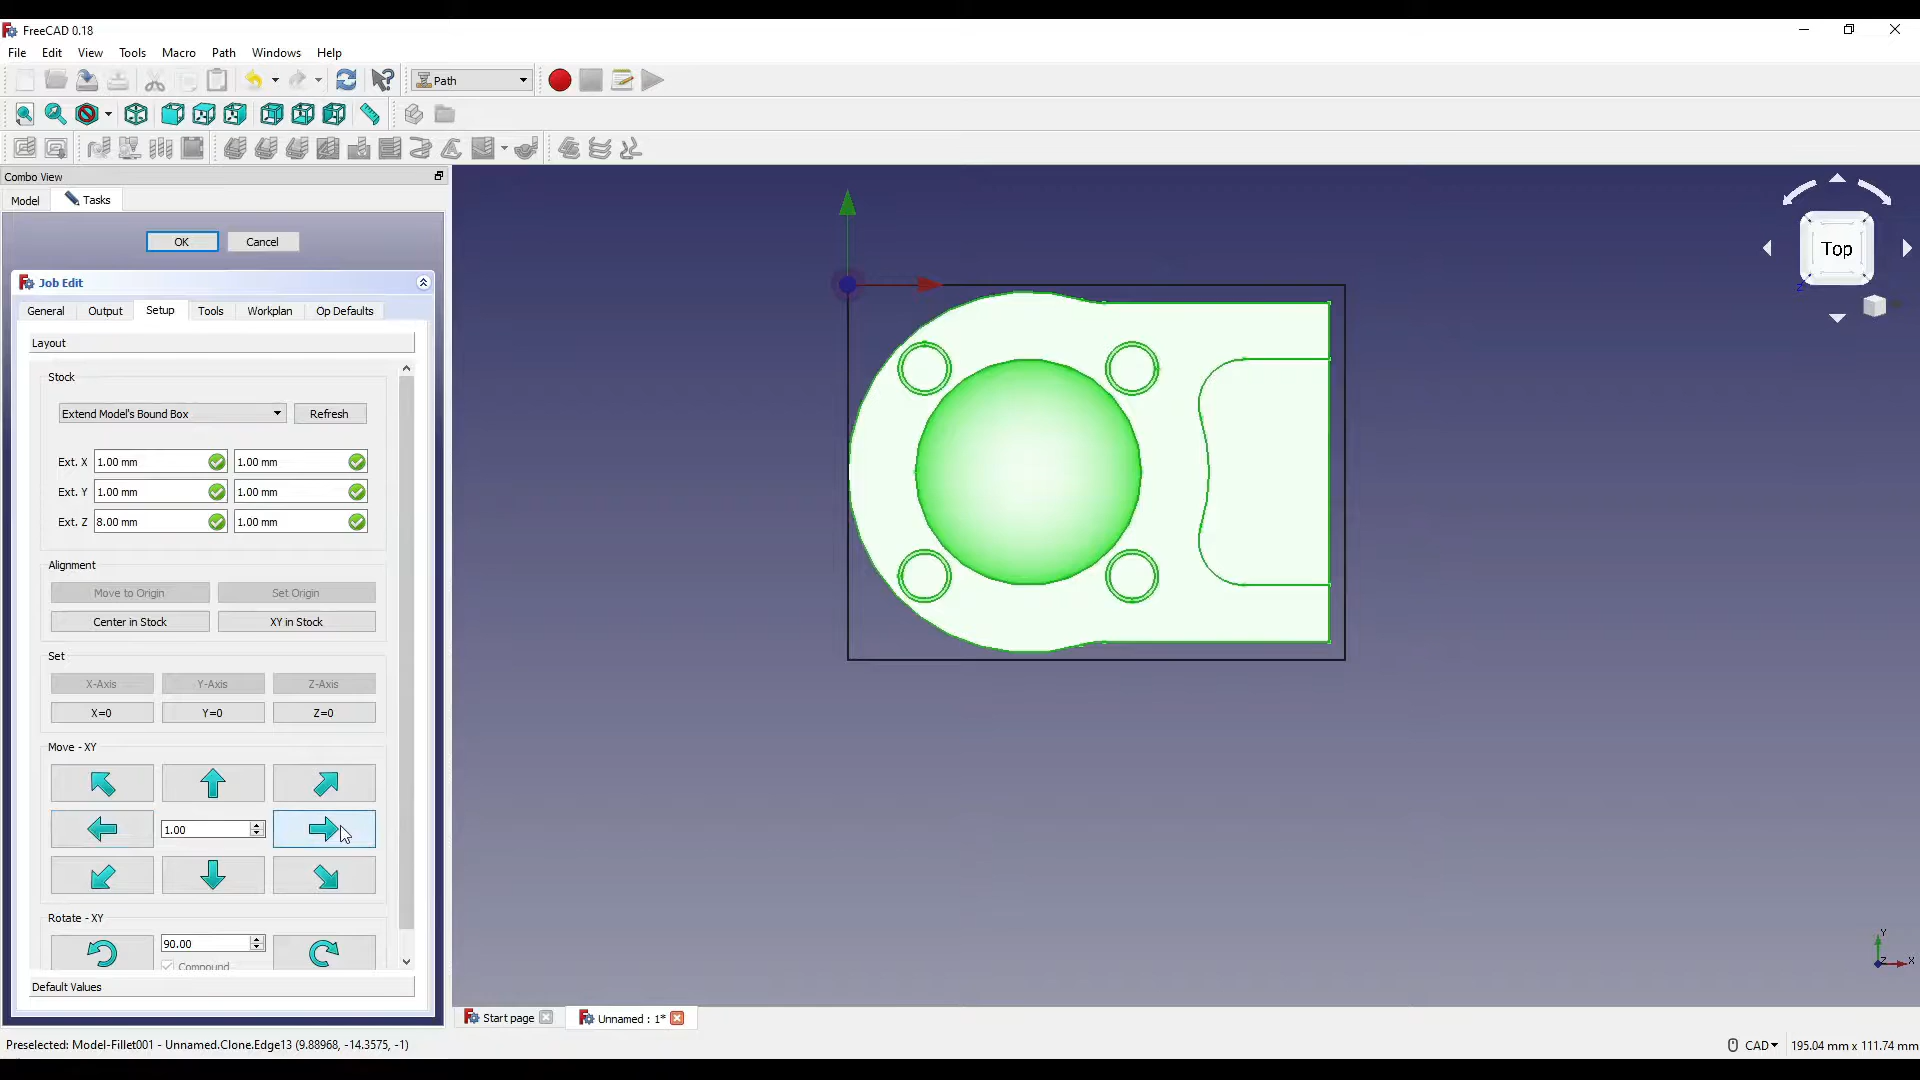 FreeCAD 0.18
File Edit View Tools Macro Path Windows Help
Path
Combo View
Model Tasks
OK Cancel
Job Edit
General Output Setup Tools Workplan Op Defaults
Layout
Stock
Extend Model's Bound Box Refresh
Ext. X 1.00 mm 1.00 mm
Ext. Y 1.00 mm 1.00 mm
Ext. Z 8.00 mm 1.00 mm
Alignment
Move to Origin Set Origin
Center in Stock XY in Stock
Set
X-Axis Y-Axis Z-Axis
X=0 Y=0 Z=0
Move - XY
1.00
Rotate - XY
90.00
Compound
Default Values
Top
Z
Y
Z X
Start page Unnamed : 1*
Preselected: Model-Fillet001 - Unnamed.Clone.Edge13 (9.88968, -14.3575, -1)
CAD 195.04 mm x 111.74 mm